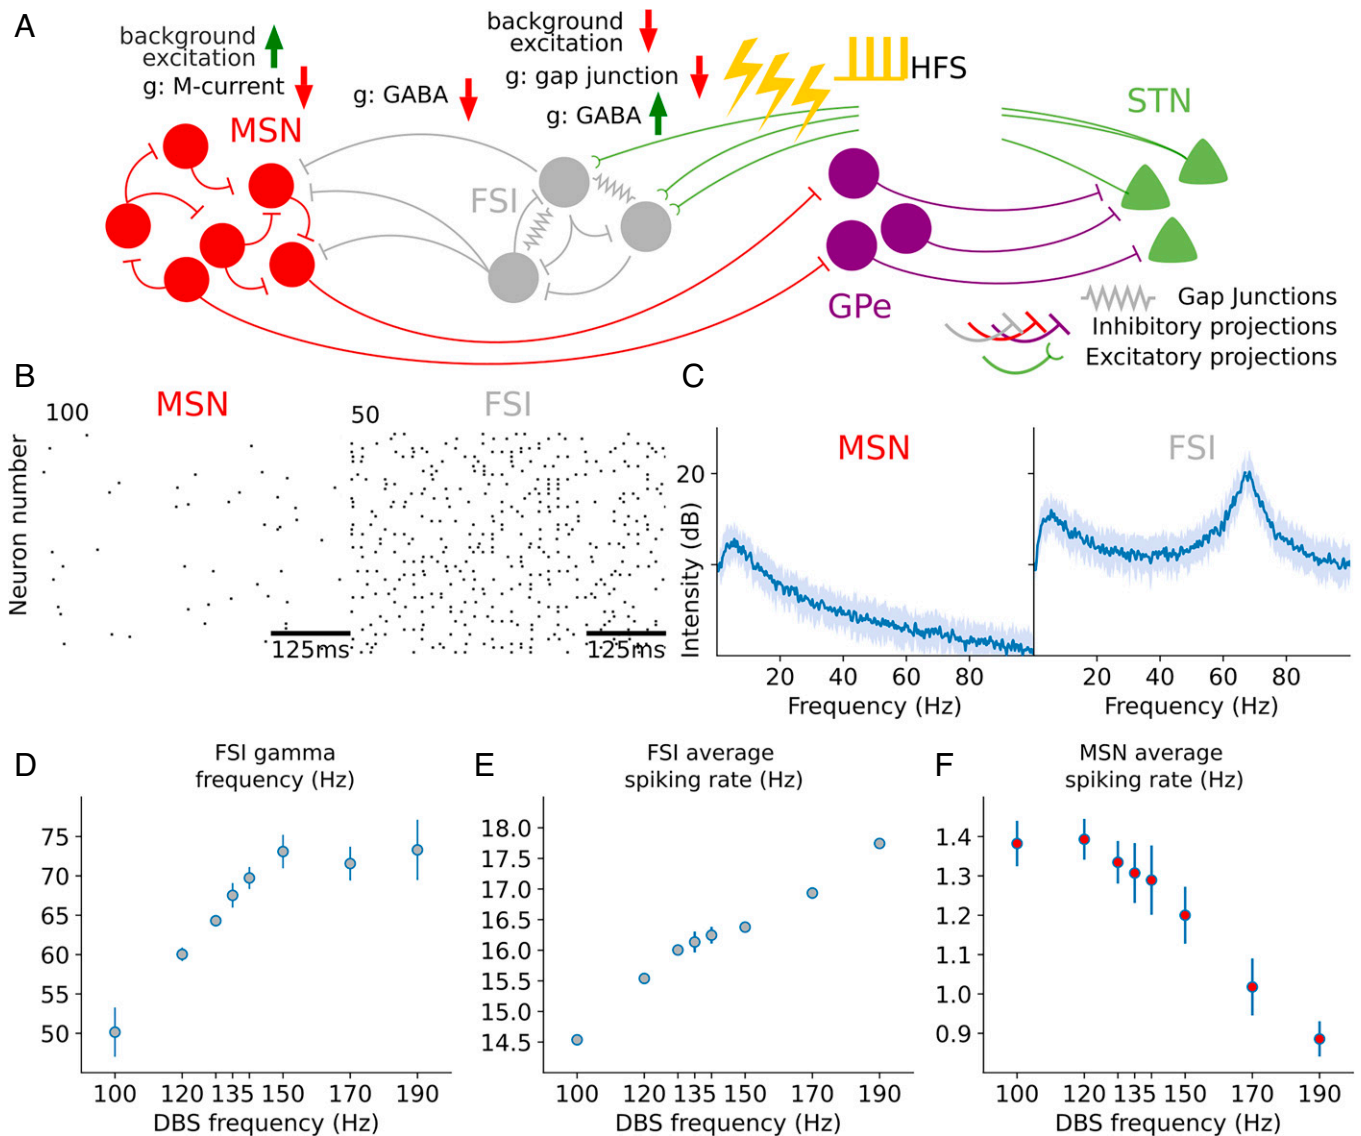 A
background
excitation
g: M-current
g: GABA
background
excitation
g: gap junction
g: GABA
HFS
STN
MSN
FSI
GPe
Gap Junctions
Inhibitory projections
Excitatory projections
B
100
MSN
50
FSI
Neuron number
125ms
125ms
C
MSN
FSI
20
Intensity (dB)
20
40
60
80
20
40
60
80
Frequency (Hz)
Frequency (Hz)
D
FSI gamma
frequency (Hz)
75
70
65
60
55
50
100
120
135
150
170
190
DBS frequency (Hz)
E
FSI average
spiking rate (Hz)
18.0
17.5
17.0
16.5
16.0
15.5
15.0
14.5
100
120
135
150
170
190
DBS frequency (Hz)
F
MSN average
spiking rate (Hz)
1.4
1.3
1.2
1.1
1.0
0.9
100
120
135
150
170
190
DBS frequency (Hz)